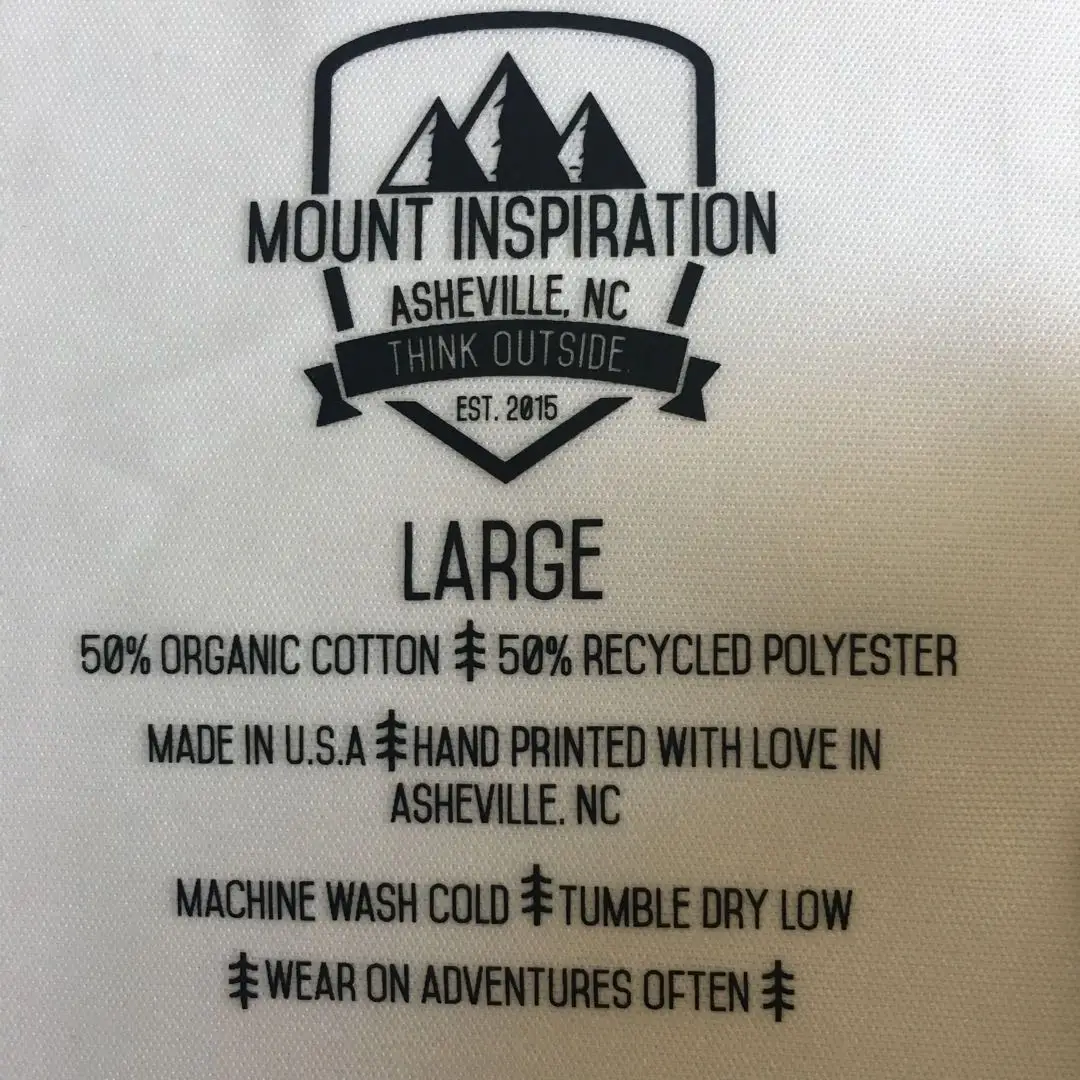 MOUNT INSPIRATION
ASHEVILLE, NC
THINK OUTSIDE.
EST. 2015
LARGE
50% ORGANIC COTTON 50% RECYCLED POLYESTER
MADE IN U.S.A HAND PRINTED WITH LOVE IN
ASHEVILLE. NC
MACHINE WASH COLD TUMBLE DRY LOW
WEAR ON ADVENTURES OFTEN